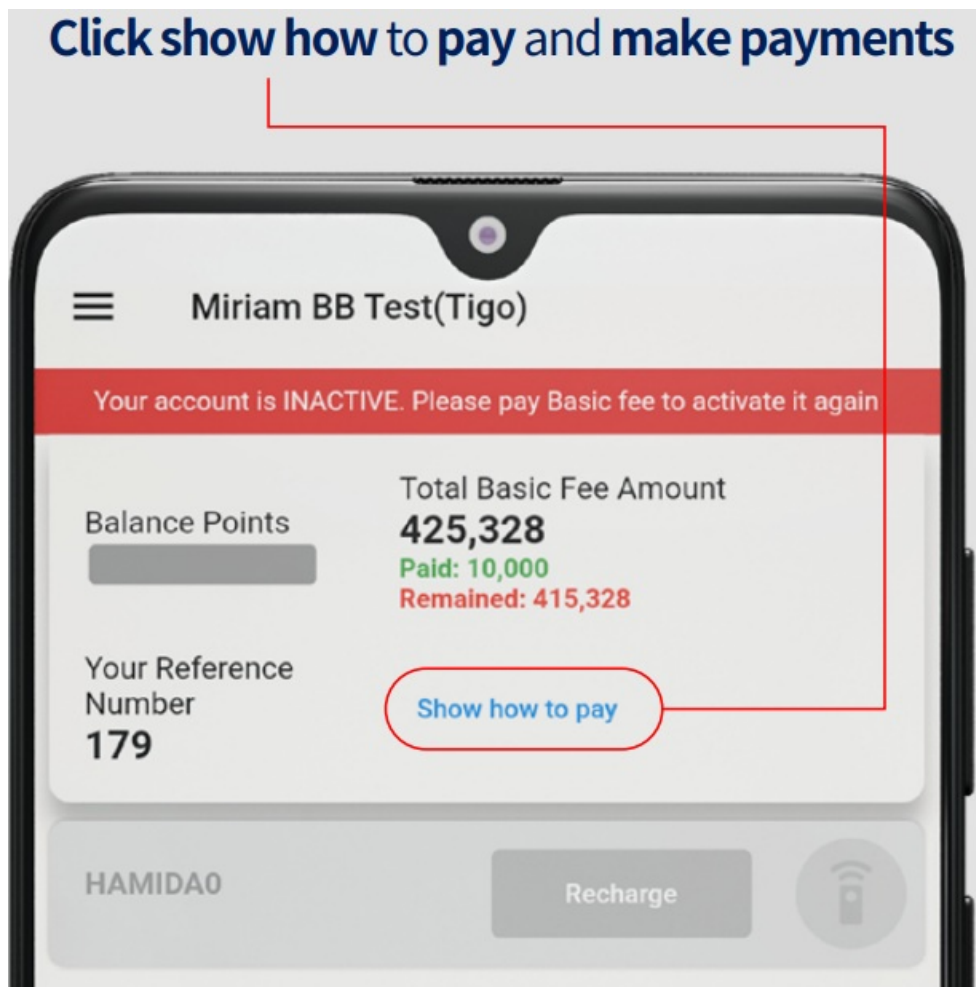 Click show how to pay and make payments
Miriam BB Test(Tigo)
Your account is INACTIVE. Please pay Basic fee to activate it again
Balance Points
Total Basic Fee Amount
425,328
Paid: 10,000
Remained: 415,328
Your Reference
Number
179
Show how to pay
HAMIDA0
Recharge